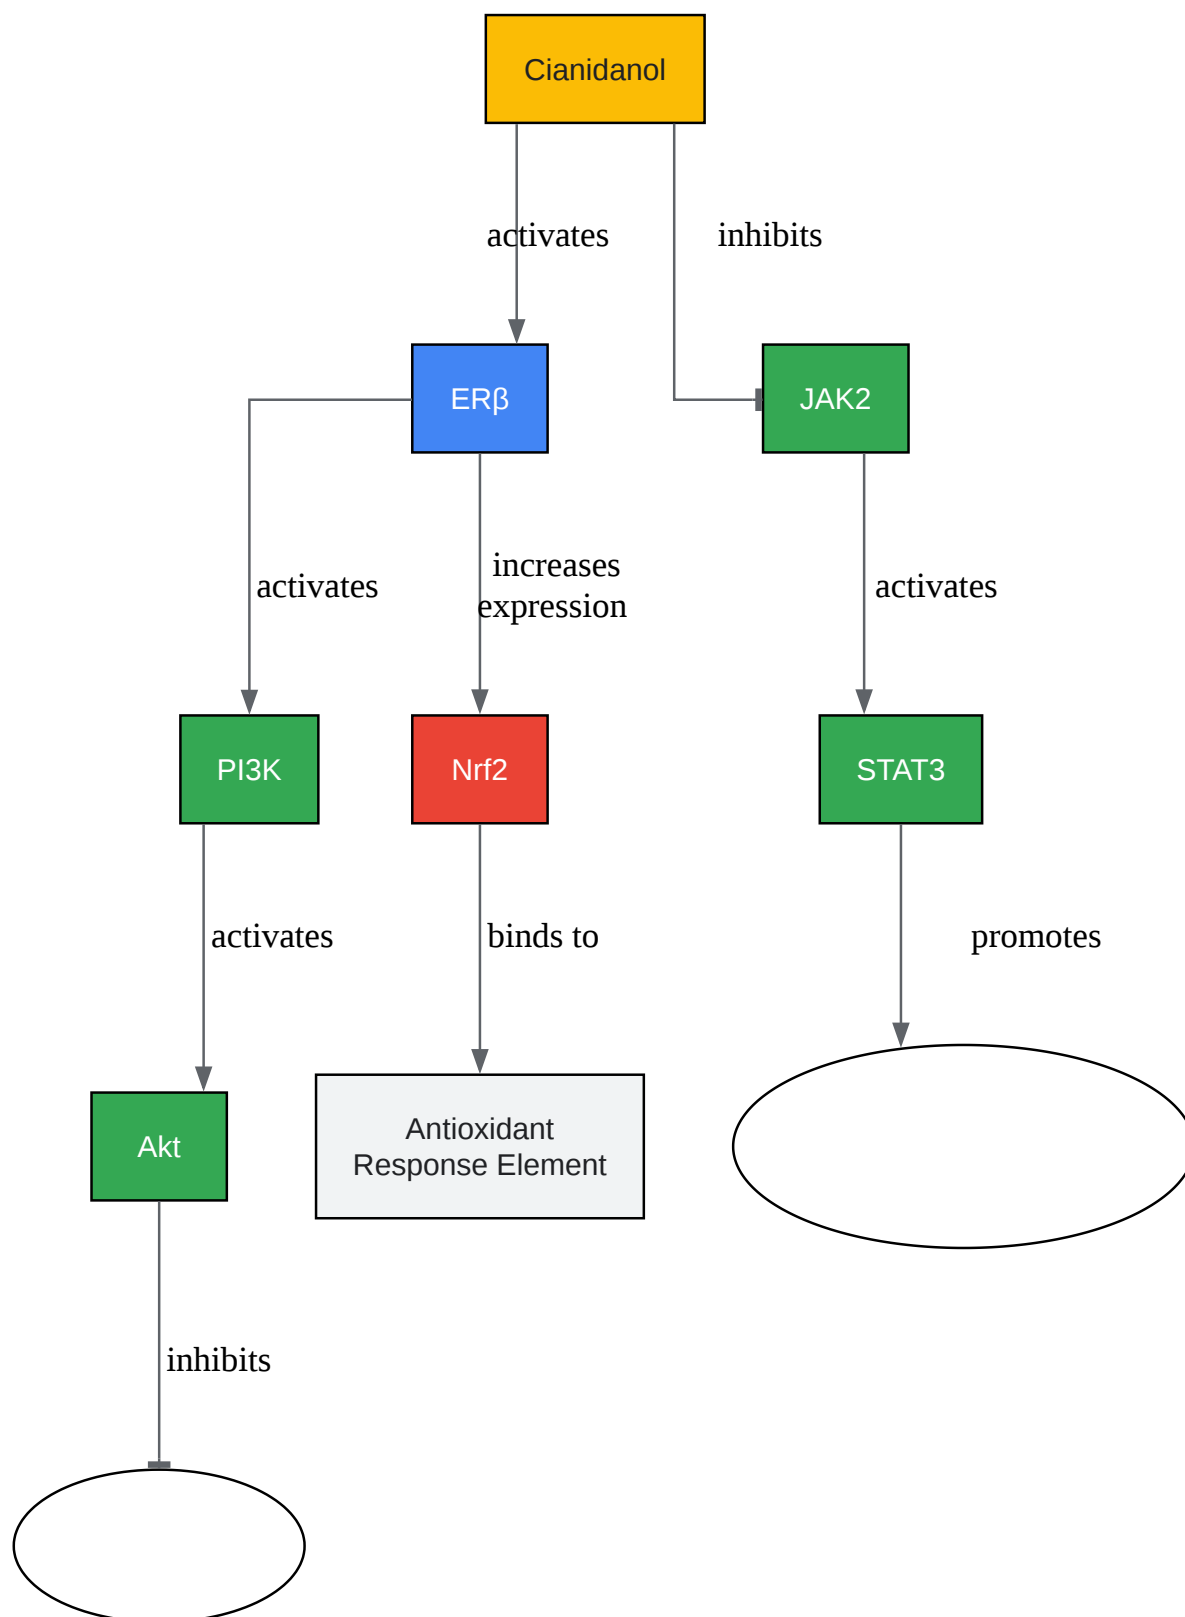 Cianidanol
activates
inhibits
ERβ
JAK2
activates
increases
expression
activates
PI3K
Nrf2
STAT3
activates
binds to
promotes
Akt
Antioxidant
Response Element
inhibits